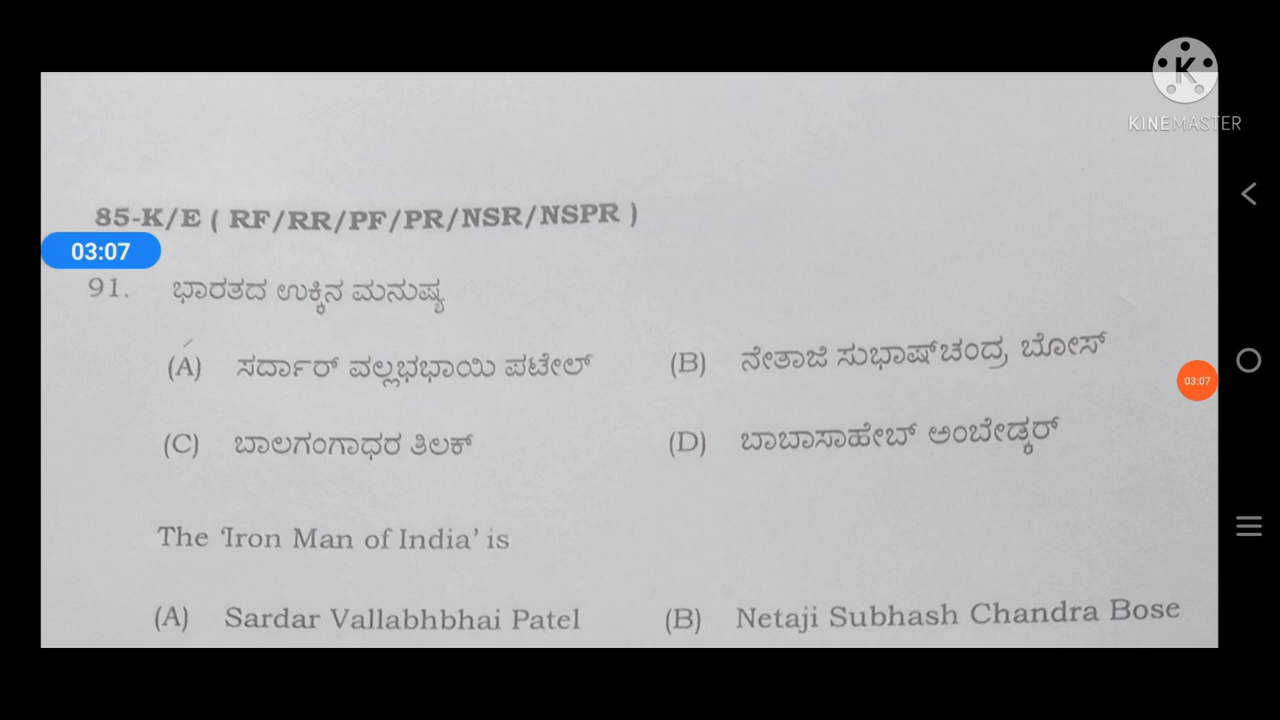 K
KINEMASTER
85-K/E ( RF/RR/PF/PR/NSR/NSPR )
03:07
91. ಭಾರತದ ಉಕ್ಕಿನ ಮನುಷ್ಯ
(A) ಸರ್ದಾರ್ ವಲ್ಲಭಭಾಯಿ ಪಟೇಲ್ (B) ನೇತಾಜಿ ಸುಭಾಷ್‌ಚಂದ್ರ ಬೋಸ್
03:07
(C) ಬಾಲಗಂಗಾಧರ ತಿಲಕ್ (D) ಬಾಬಾಸಾಹೇಬ್ ಅಂಬೇಡ್ಕರ್
The 'Iron Man of India' is
(A) Sardar Vallabhbhai Patel (B) Netaji Subhash Chandra Bose